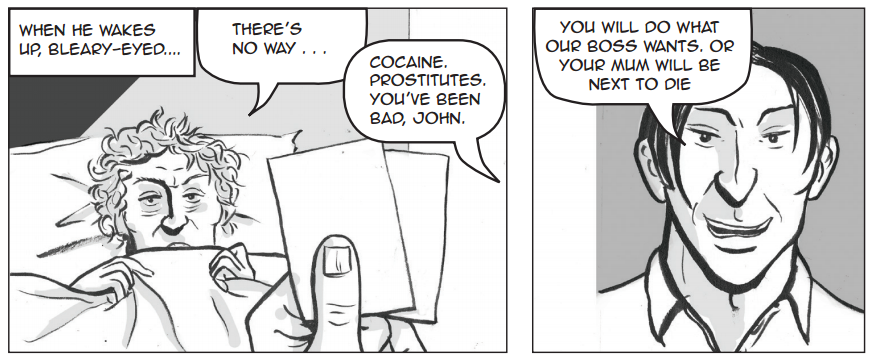 WHEN HE WAKES
UP, BLEARY-EYED....
THERE'S
NO WAY . . .
COCAINE.
PROSTITUTES.
YOU'VE BEEN
BAD, JOHN.
YOU WILL DO WHAT
OUR BOSS WANTS. OR
YOUR MUM WILL BE
NEXT TO DIE